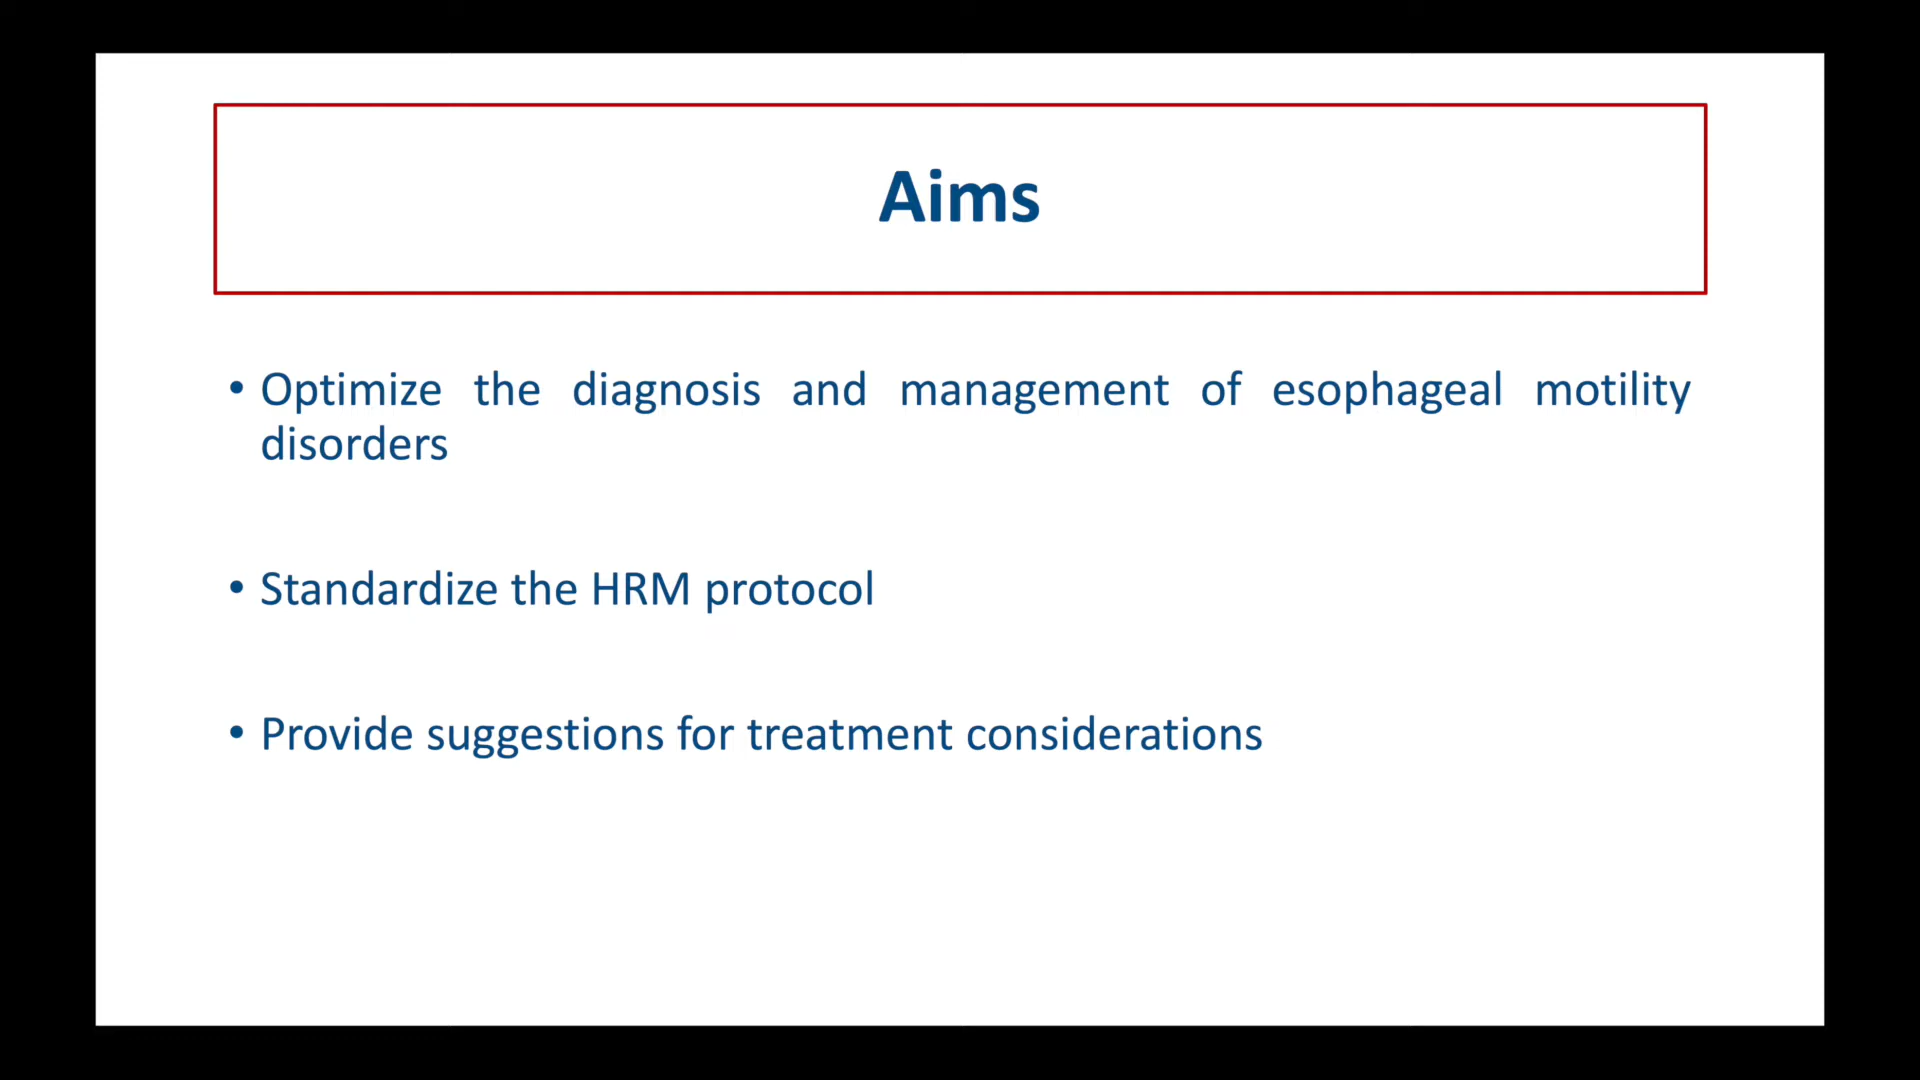 Aims
• Optimize the diagnosis and management of esophageal motility
disorders
• Standardize the HRM protocol
• Provide suggestions for treatment considerations